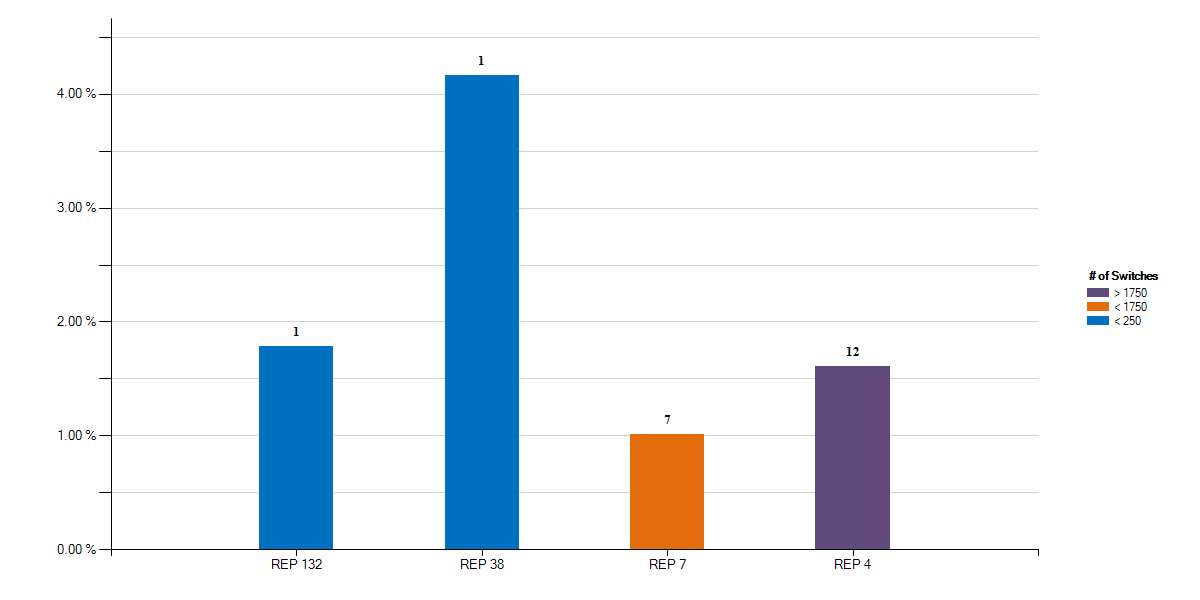 1
4.00 %
3.00 %
# of Switches
> 1750
< 1750
< 250
2.00 %
1
12
7
1.00 %
0.00 %
REP 132
REP 38
REP 7
REP 4